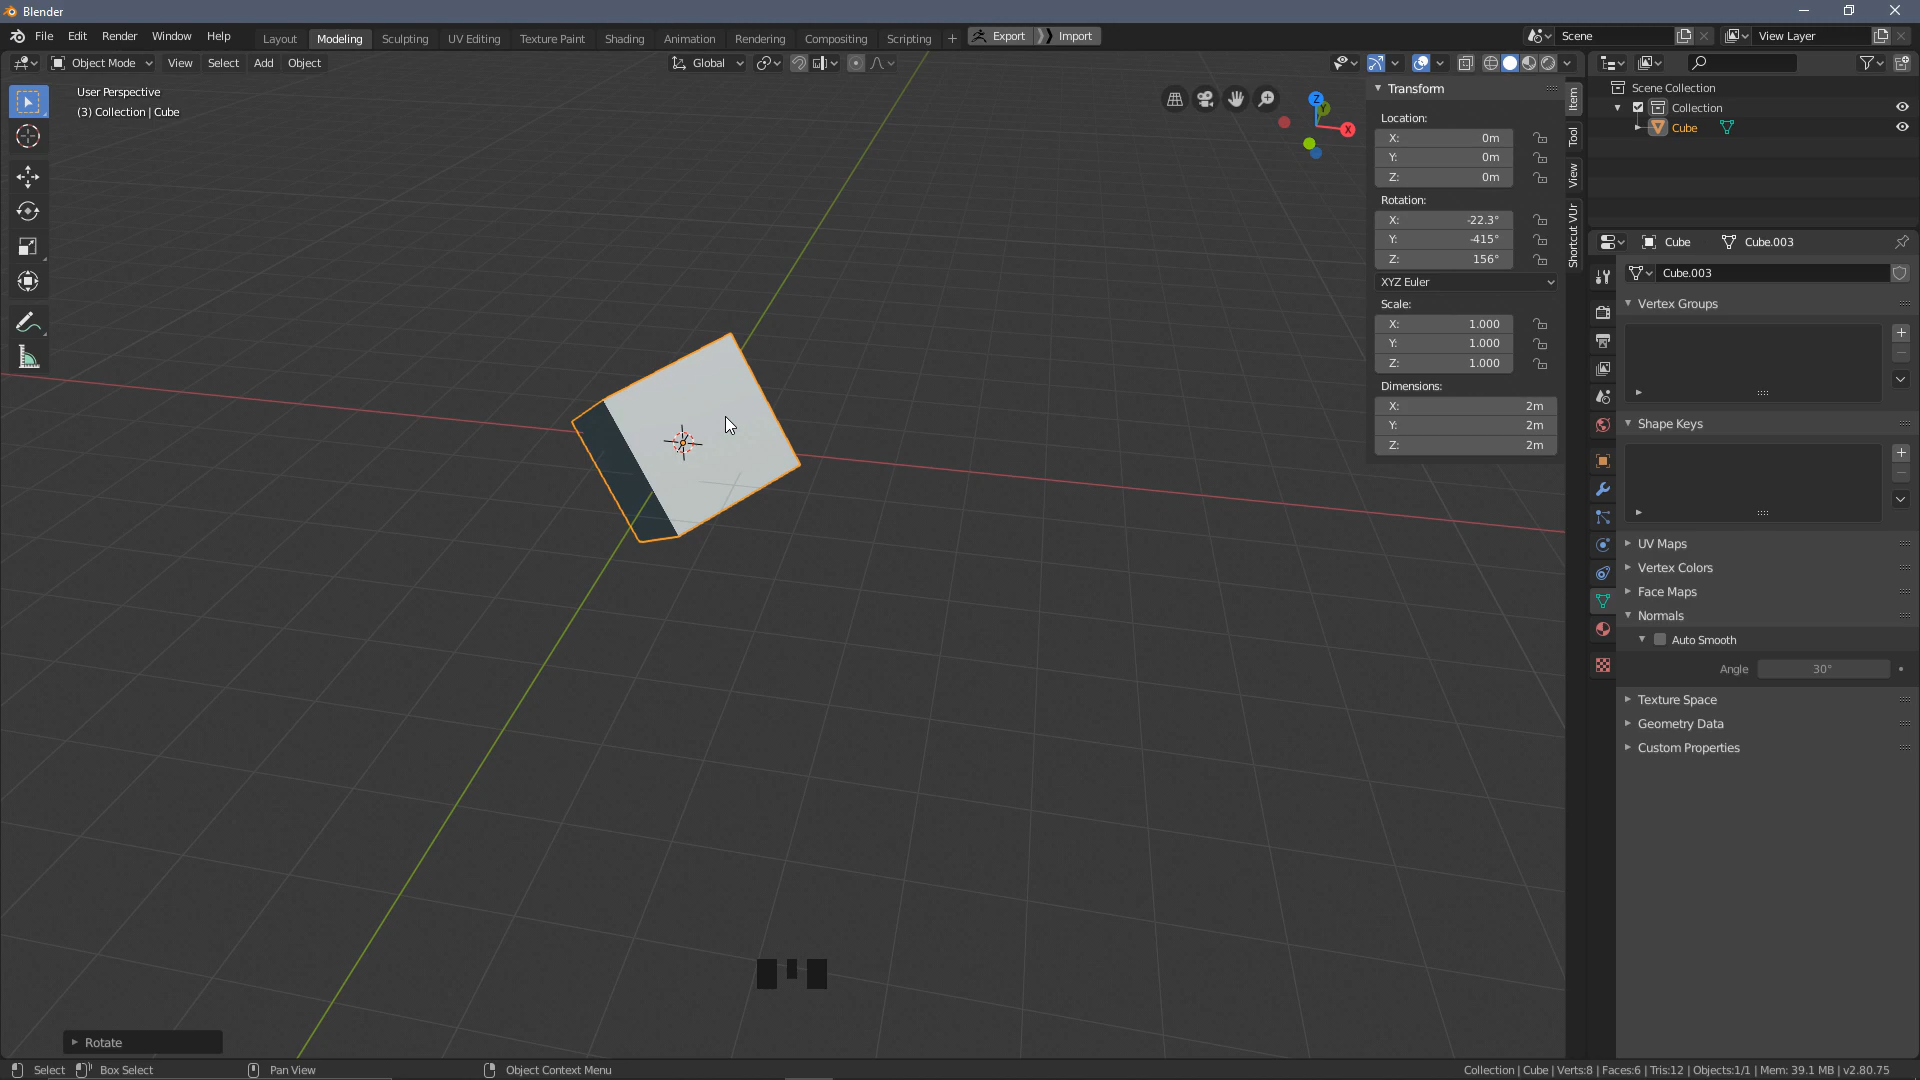 Blender
File Edit Render Window Help
Layout Modeling Sculpting UV Editing Texture Paint Shading Animation Rendering Compositing Scripting + Export Import
Scene
View Layer
Object Mode View Select Add Object
Global
User Perspective
(3) Collection | Cube
Z
Y
X
Transform
Location:
X: 0m
Y: 0m
Z: 0m
Rotation:
X: -22.3°
Y: -415°
Z: 156°
XYZ Euler
Scale:
X: 1.000
Y: 1.000
Z: 1.000
Dimensions:
X: 2m
Y: 2m
Z: 2m
Item
Tool
View
Shortcut VUr
Scene Collection
Collection
Cube
Cube Cube.003
Cube.003
Vertex Groups
Shape Keys
UV Maps
Vertex Colors
Face Maps
Normals
Auto Smooth
Angle 30°
Texture Space
Geometry Data
Custom Properties
Rotate
Select Box Select Pan View Object Context Menu
Collection | Cube | Verts:8 | Faces:6 | Tris:12 | Objects:1/1 | Mem: 39.1 MB | v2.80.75